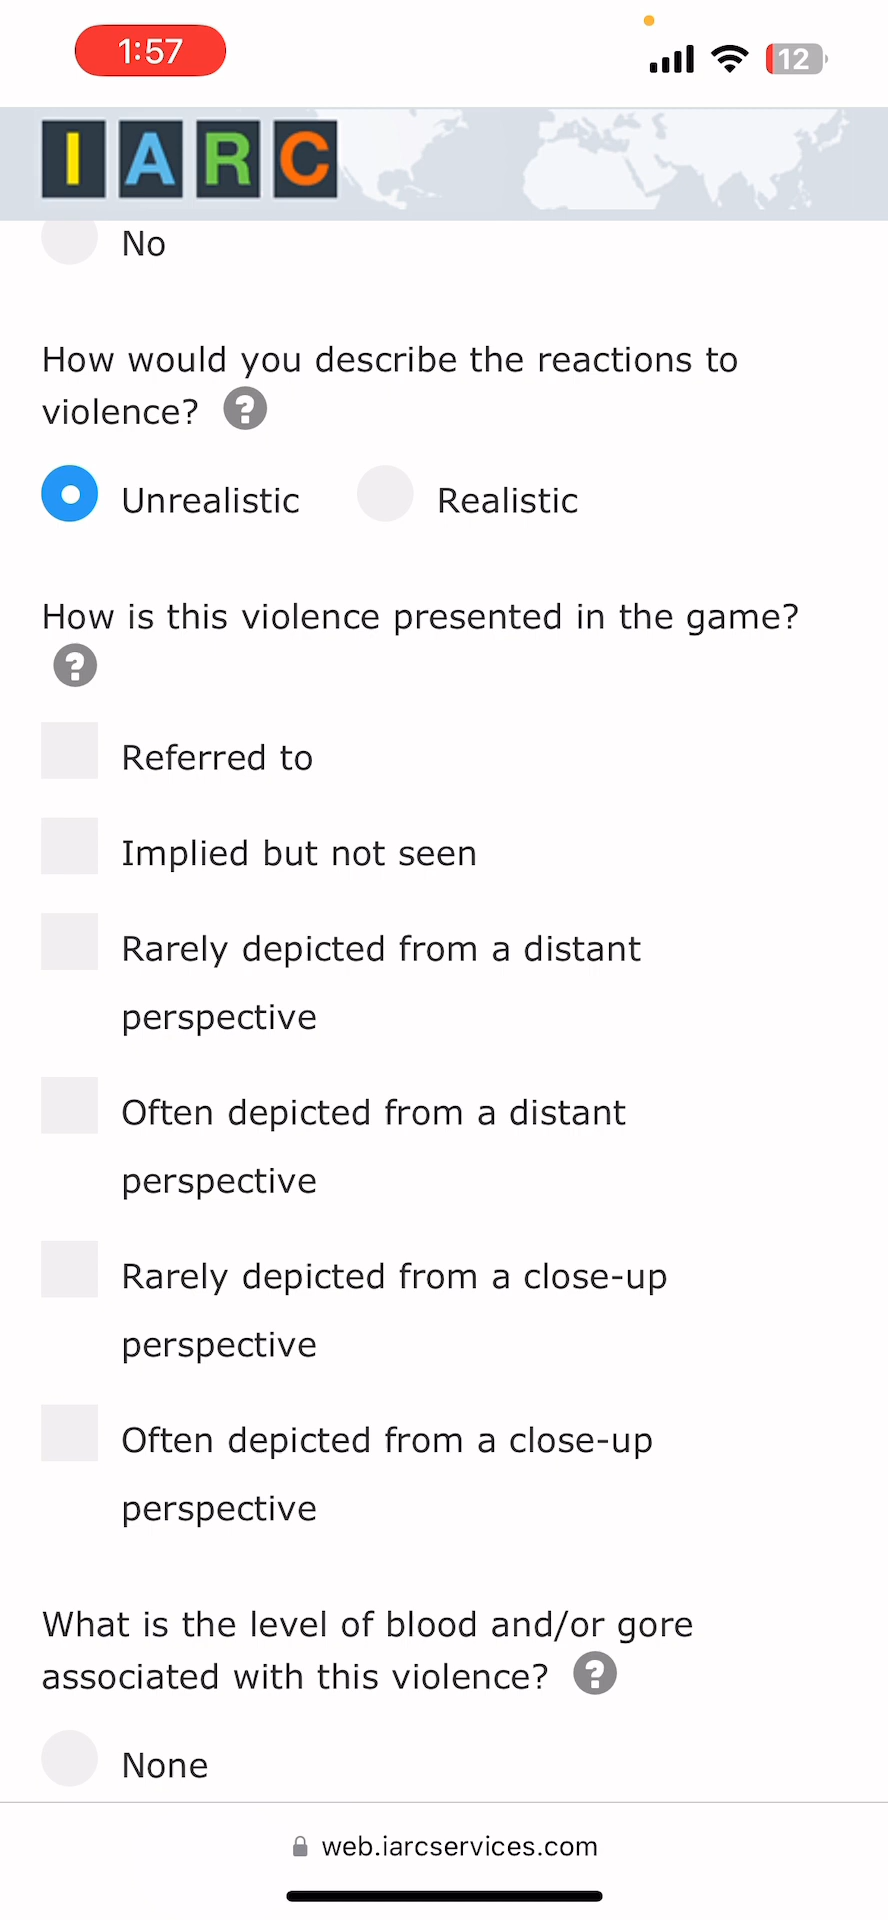 1:57
12
IARC
No
How would you describe the reactions to
violence? ?
Unrealistic Realistic
How is this violence presented in the game?
?
Referred to
Implied but not seen
Rarely depicted from a distant
perspective
Often depicted from a distant
perspective
Rarely depicted from a close-up
perspective
Often depicted from a close-up
perspective
What is the level of blood and/or gore
associated with this violence? ?
None
web.iarcservices.com